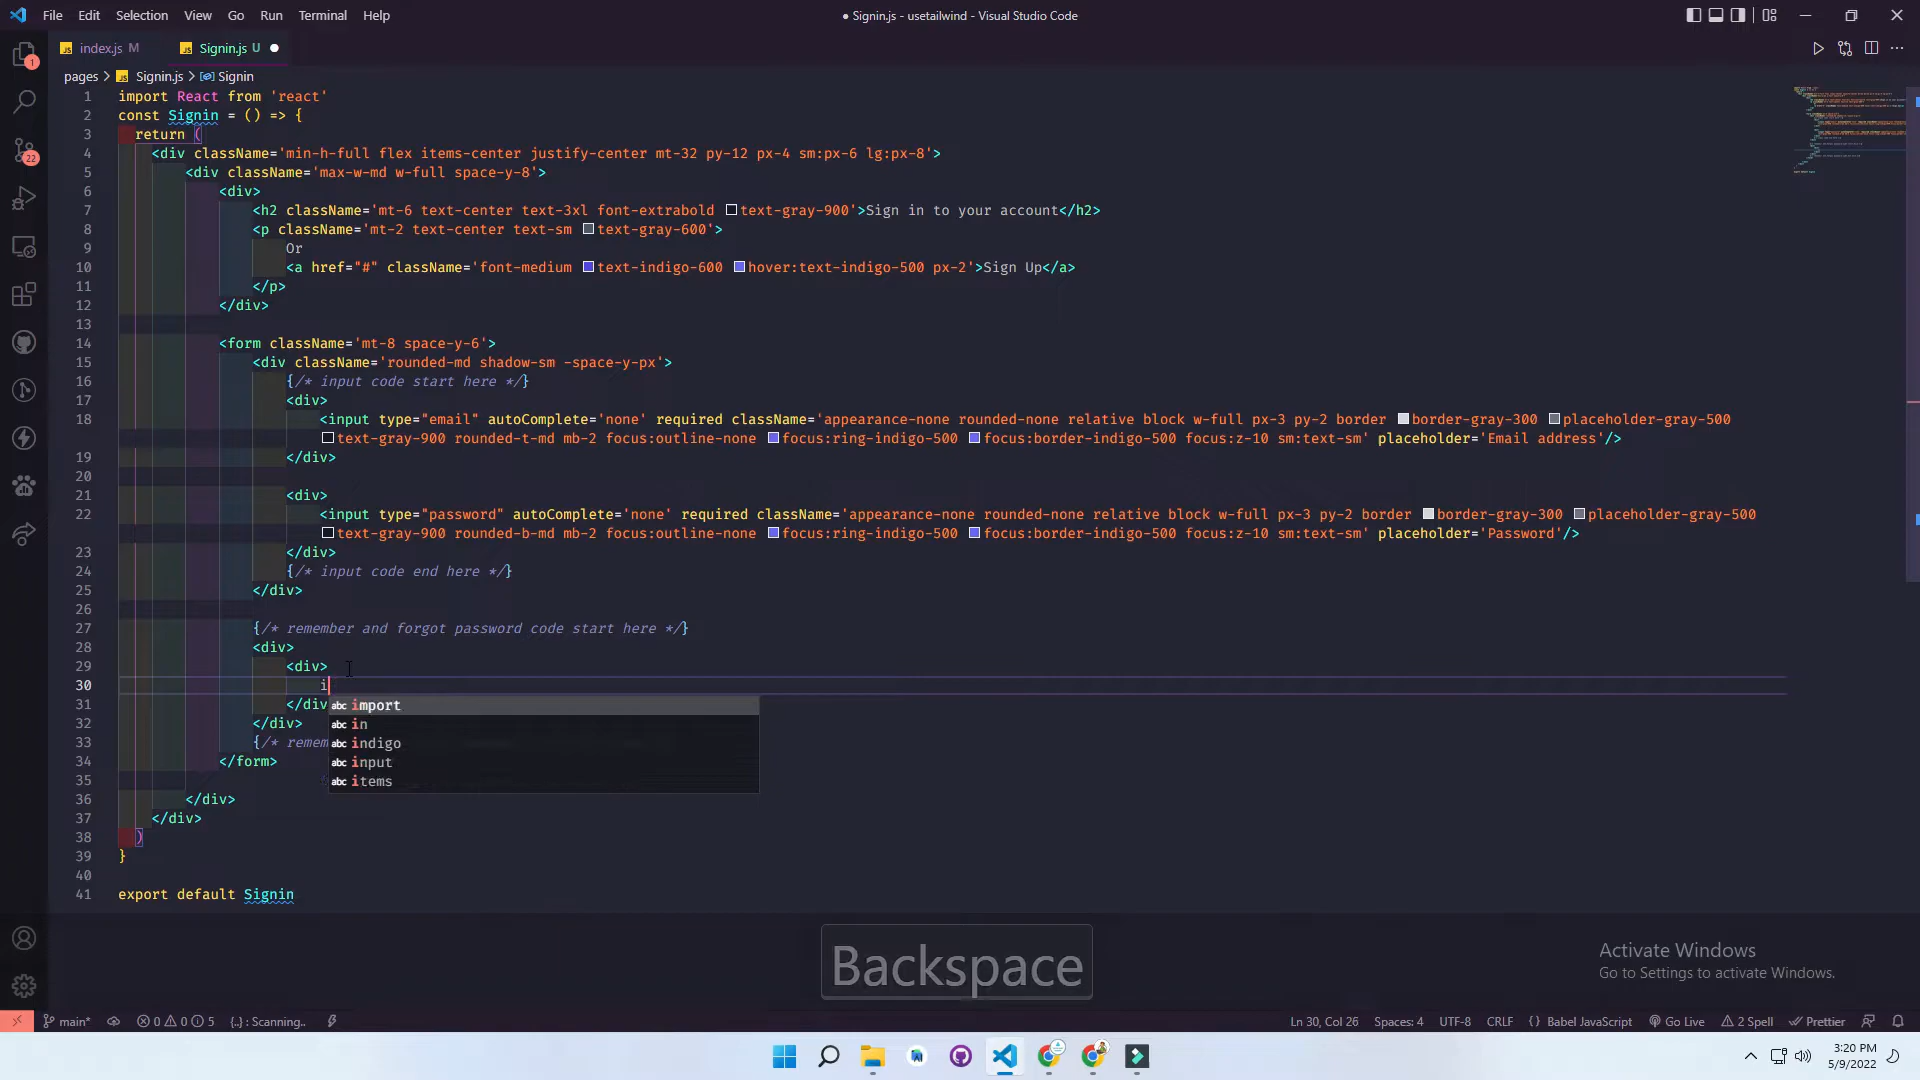 File Edit Selection View Go Run Terminal Help
● Signin.js - usetailwind - Visual Studio Code
JS index.js M JS Signin.js U ●
pages > JS Signin.js > Signin
1 import React from 'react'
2 const Signin = () => {
3 return (
4 <div className='min-h-full flex items-center justify-center mt-32 py-12 px-4 sm:px-6 lg:px-8'>
5 <div className='max-w-md w-full space-y-8'>
6 <div>
7 <h2 className='mt-6 text-center text-3xl font-extrabold text-gray-900'>Sign in to your account</h2>
8 <p className='mt-2 text-center text-sm text-gray-600'>
9 Or
10 <a href="#" className='font-medium text-indigo-600 hover:text-indigo-500 px-2'>Sign Up</a>
11 </p>
12 </div>
13
14 <form className='mt-8 space-y-6'>
15 <div className='rounded-md shadow-sm -space-y-px'>
16 {/* input code start here */}
17 <div>
18 <input type="email" autoComplete='none' required className='appearance-none rounded-none relative block w-full px-3 py-2 border border-gray-300 placeholder-gray-500
text-gray-900 rounded-t-md mb-2 focus:outline-none focus:ring-indigo-500 focus:border-indigo-500 focus:z-10 sm:text-sm' placeholder='Email address'/>
19 </div>
20
21 <div>
22 <input type="password" autoComplete='none' required className='appearance-none rounded-none relative block w-full px-3 py-2 border border-gray-300 placeholder-gray-500
text-gray-900 rounded-b-md mb-2 focus:outline-none focus:ring-indigo-500 focus:border-indigo-500 focus:z-10 sm:text-sm' placeholder='Password'/>
23 </div>
24 {/* input code end here */}
25 </div>
26
27 {/* remember and forgot password code start here */}
28 <div>
29 <div>
30 i
31 </div
abc import
32 </div>
abc in
33 {/* remem
abc indigo
34 </form>
abc input
35
abc items
36 </div>
37 </div>
38 )
39 }
40
41 export default Signin
1
22
Backspace
Activate Windows
Go to Settings to activate Windows.
main* 0 0 5 {..} : Scanning.. Ln 30, Col 26 Spaces: 4 UTF-8 CRLF { } Babel JavaScript Go Live 2 Spell Prettier
3:20 PM
5/9/2022